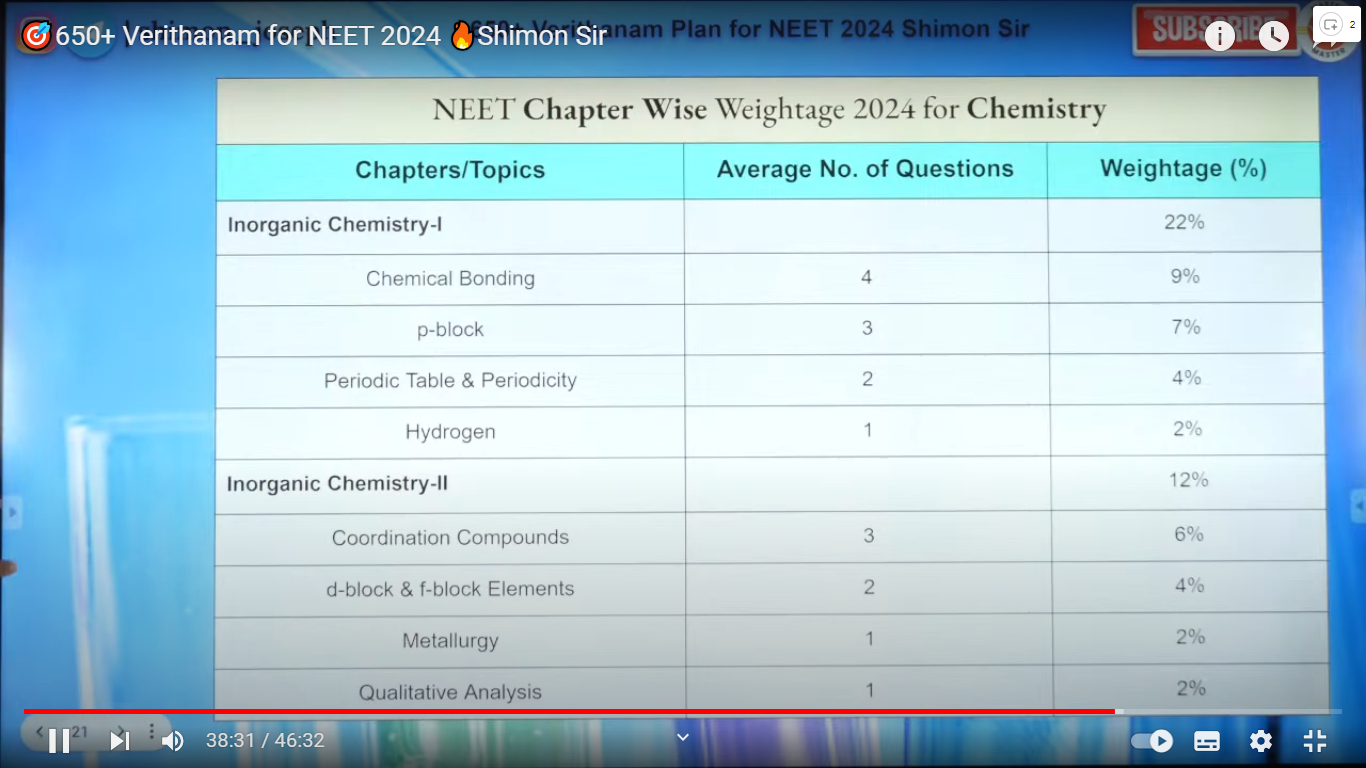 🎯650+ Verithanam for NEET 2024 🔥Shimon Sir
650+ Verithanam Plan for NEET 2024 Shimon Sir
SUBSCRIBE
2
MASTER
NEET Chapter Wise Weightage 2024 for Chemistry
Chapters/Topics Average No. of Questions Weightage (%)
Inorganic Chemistry-I 22%
Chemical Bonding 4 9%
p-block 3 7%
Periodic Table & Periodicity 2 4%
Hydrogen 1 2%
Inorganic Chemistry-II 12%
Coordination Compounds 3 6%
d-block & f-block Elements 2 4%
Metallurgy 1 2%
Qualitative Analysis 1 2%
21
38:31 / 46:32